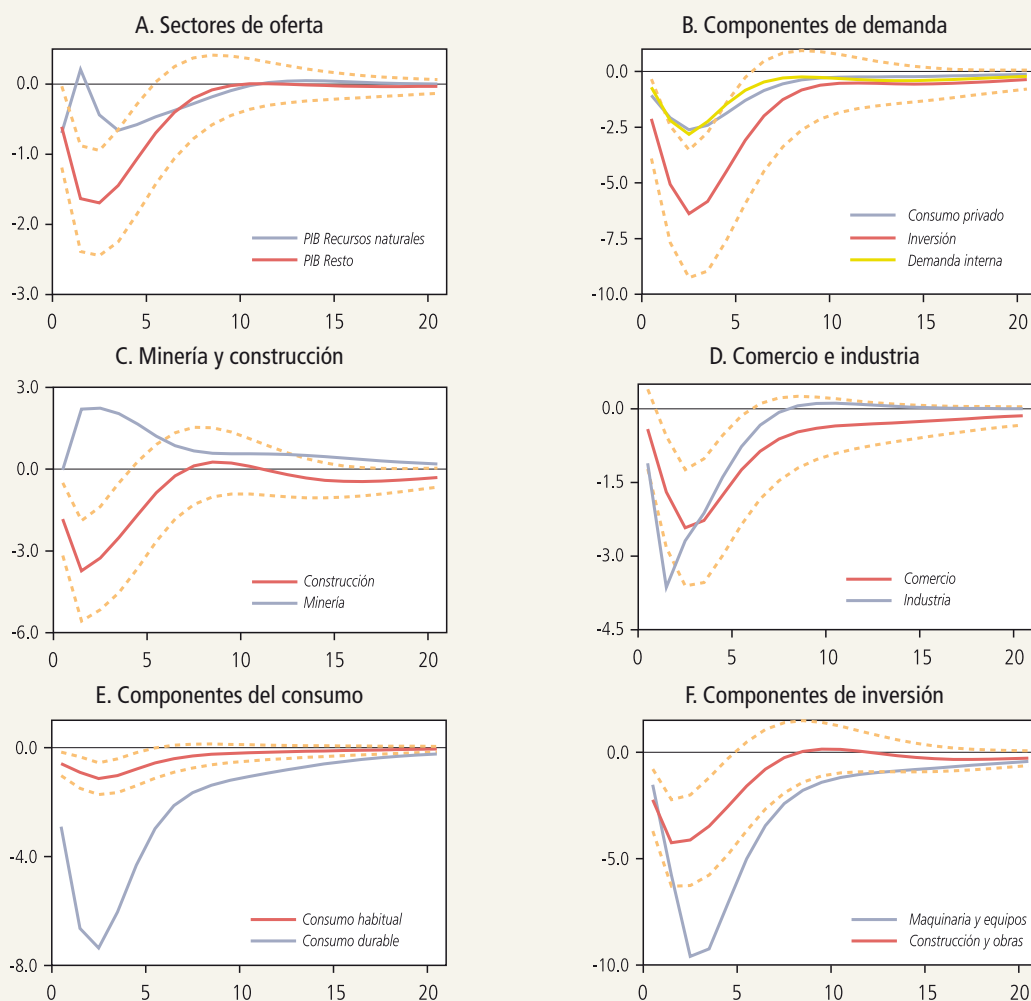 A. Sectores de oferta
0.0
-1.0
-2.0
-3.0
PIB Recursos naturales
PIB Resto
0 5 10 15 20
B. Componentes de demanda
0.0
-2.5
-5.0
-7.5
-10.0
Consumo privado
Inversión
Demanda interna
0 5 10 15 20
C. Minería y construcción
3.0
0.0
-3.0
-6.0
Construcción
Minería
0 5 10 15 20
D. Comercio e industria
0.0
-1.5
-3.0
-4.5
Comercio
Industria
0 5 10 15 20
E. Componentes del consumo
0.0
-4.0
-8.0
Consumo habitual
Consumo durable
0 5 10 15 20
F. Componentes de inversión
0.0
-5.0
-10.0
Maquinaria y equipos
Construcción y obras
0 5 10 15 20